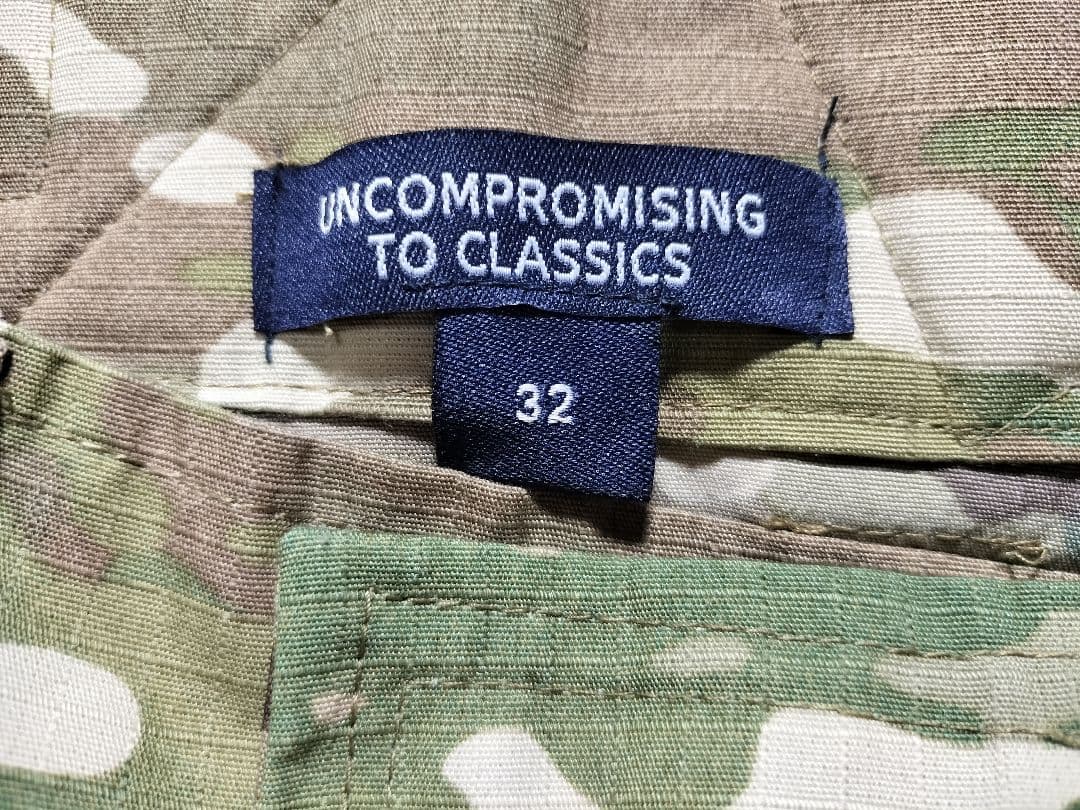 UNCOMPROMISING
TO CLASSICS
32